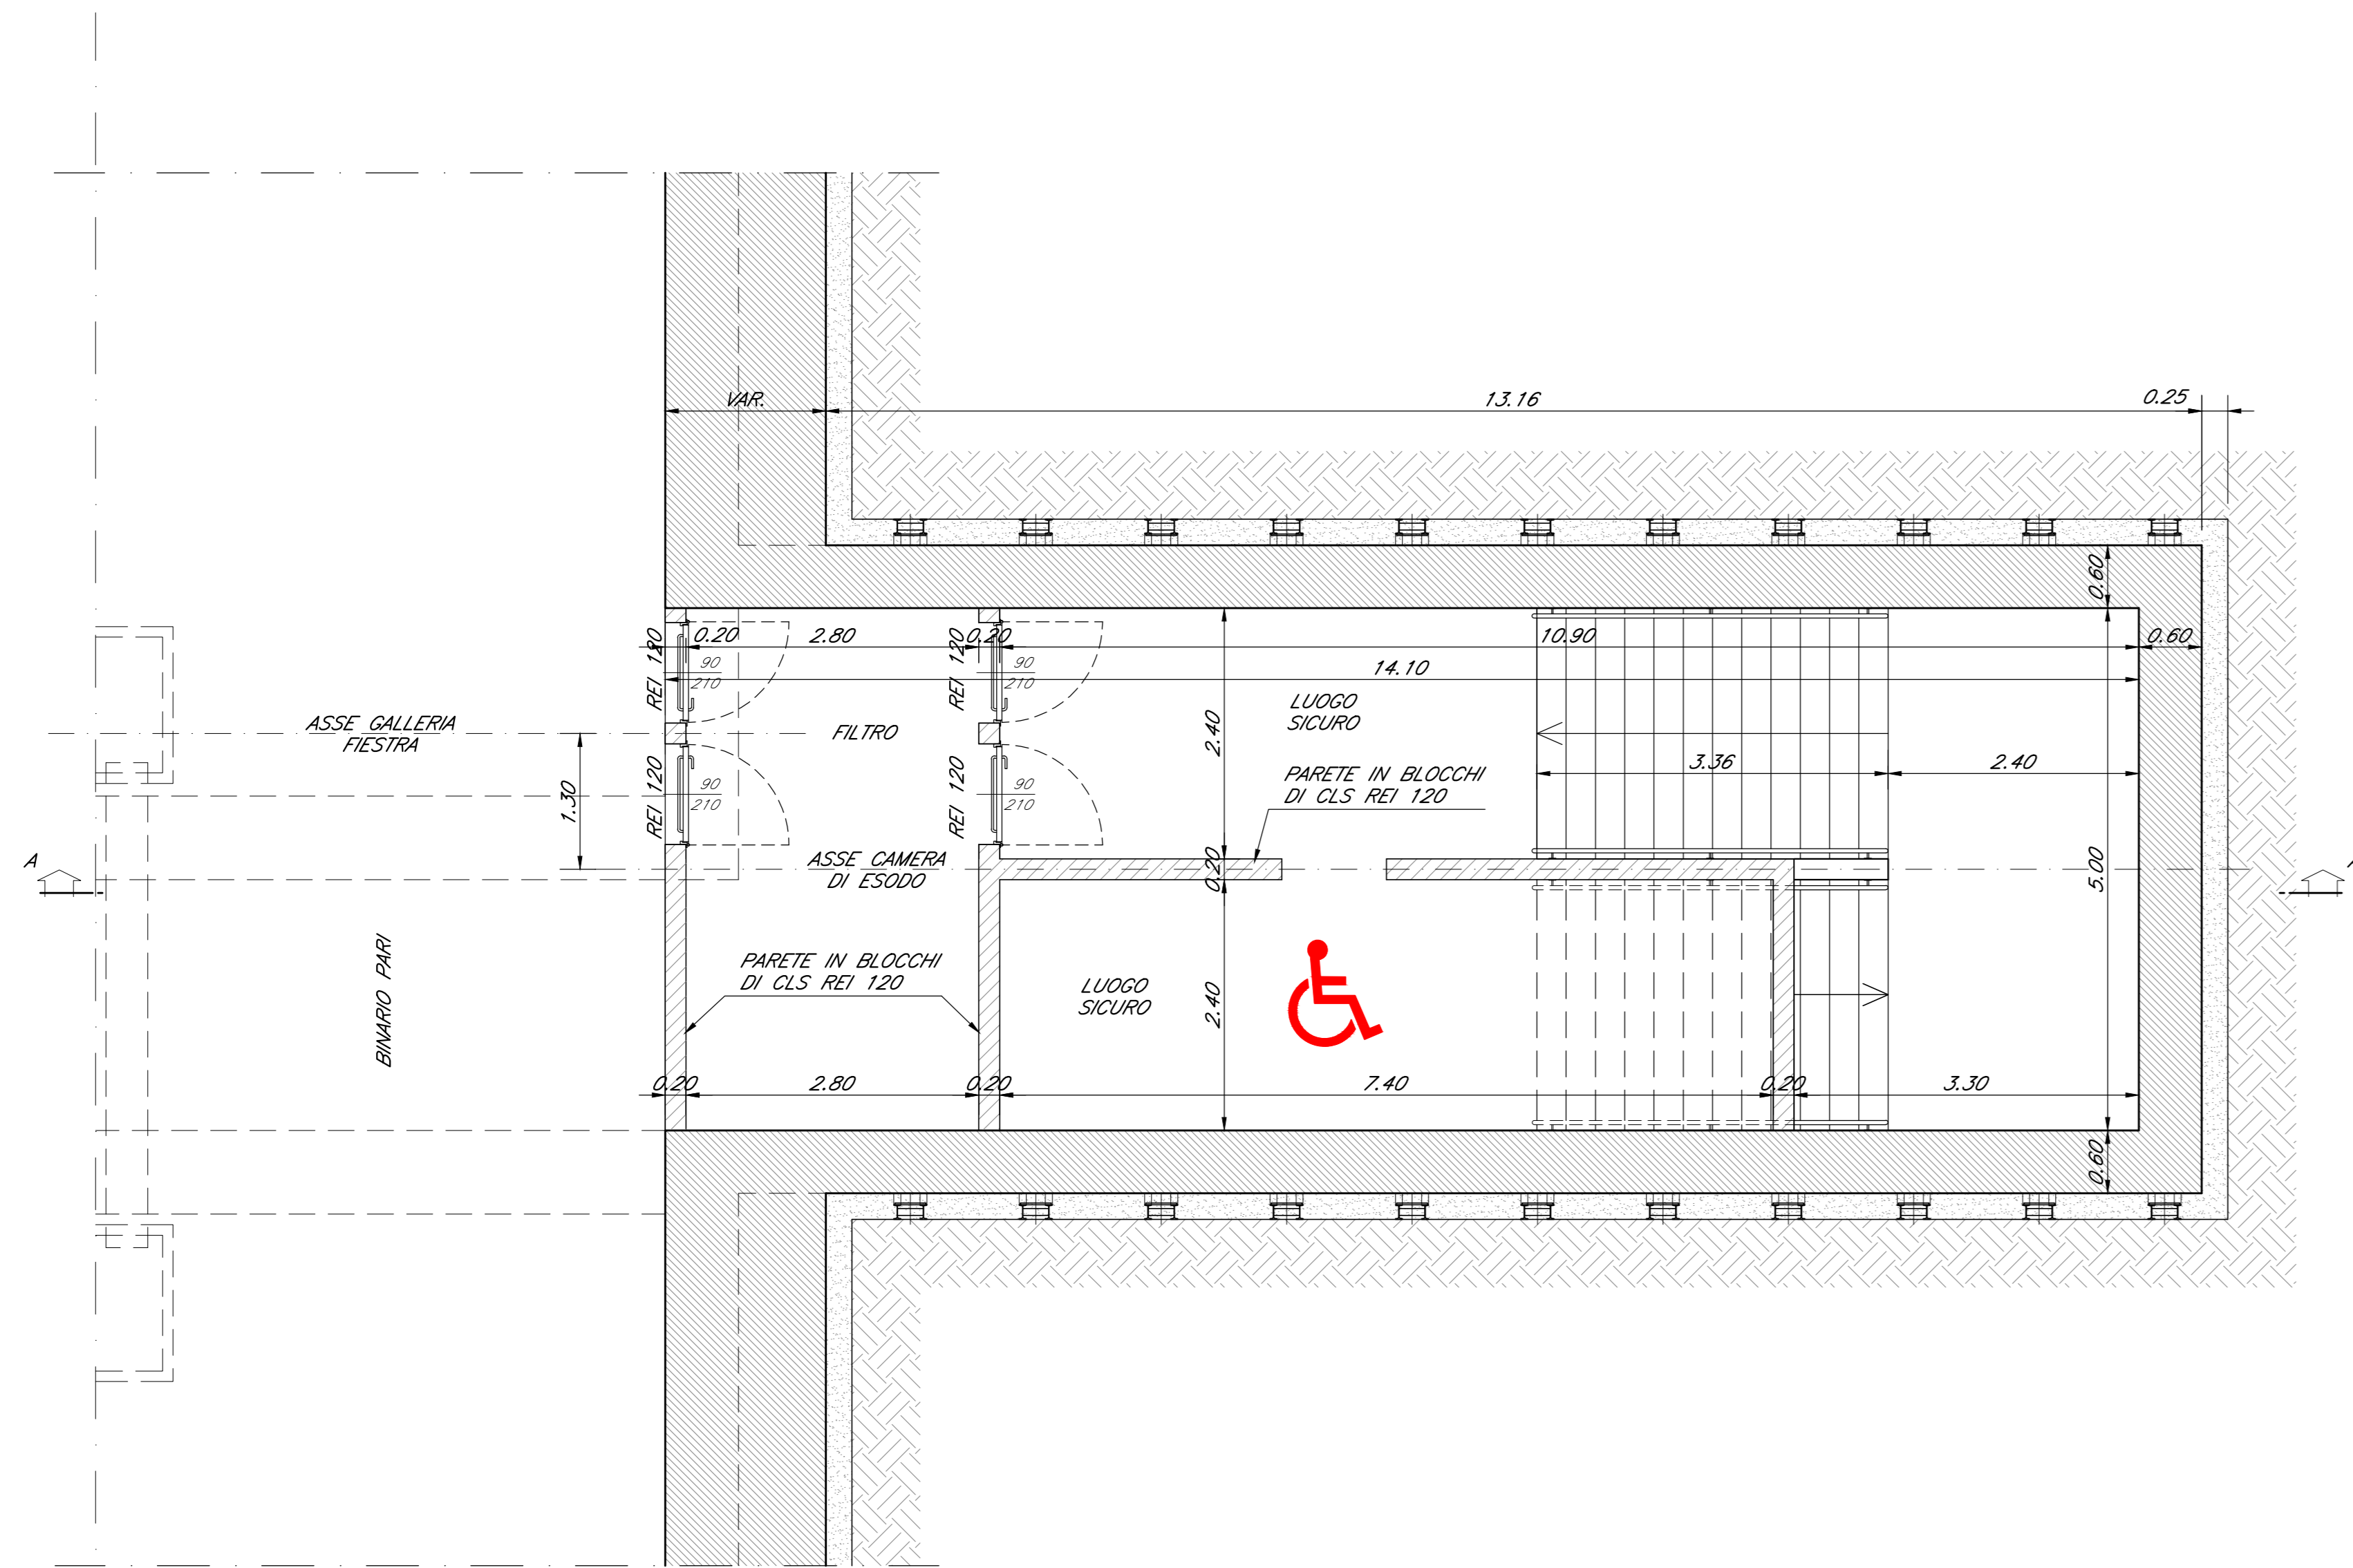 VAR.
13.16
0.25
0.60
REI 120
0.20
2.80
REI 120
0.20
10.90
0.60
90
210
90
210
14.10
LUOGO
SICURO
ASSE GALLERIA
FIESTRA
FILTRO
2.40
3.36
2.40
PARETE IN BLOCCHI
DI CLS REI 120
1.30
REI 120
90
210
REI 120
90
210
A
ASSE CAMERA
DI ESODO
0.20
5.00
BINARIO PARI
PARETE IN BLOCCHI
DI CLS REI 120
LUOGO
SICURO
2.40
0.20
2.80
0.20
7.40
0.20
3.30
0.60